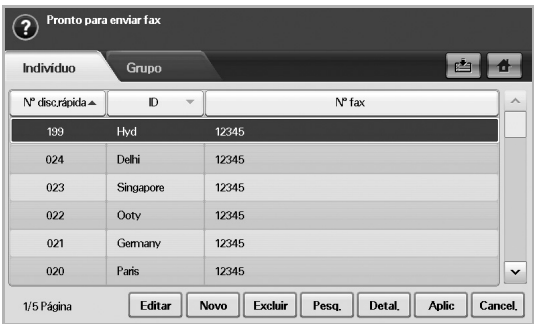 ? Pronto para enviar fax
Indivíduo Grupo
Nº disc,rápida ID Nº fax
199 Hyd 12345
024 Delhi 12345
023 Singapore 12345
022 Ooty 12345
021 Germany 12345
020 Paris 12345
1/5 Página Editar Novo Excluir Pesq. Detal. Aplic Cancel.